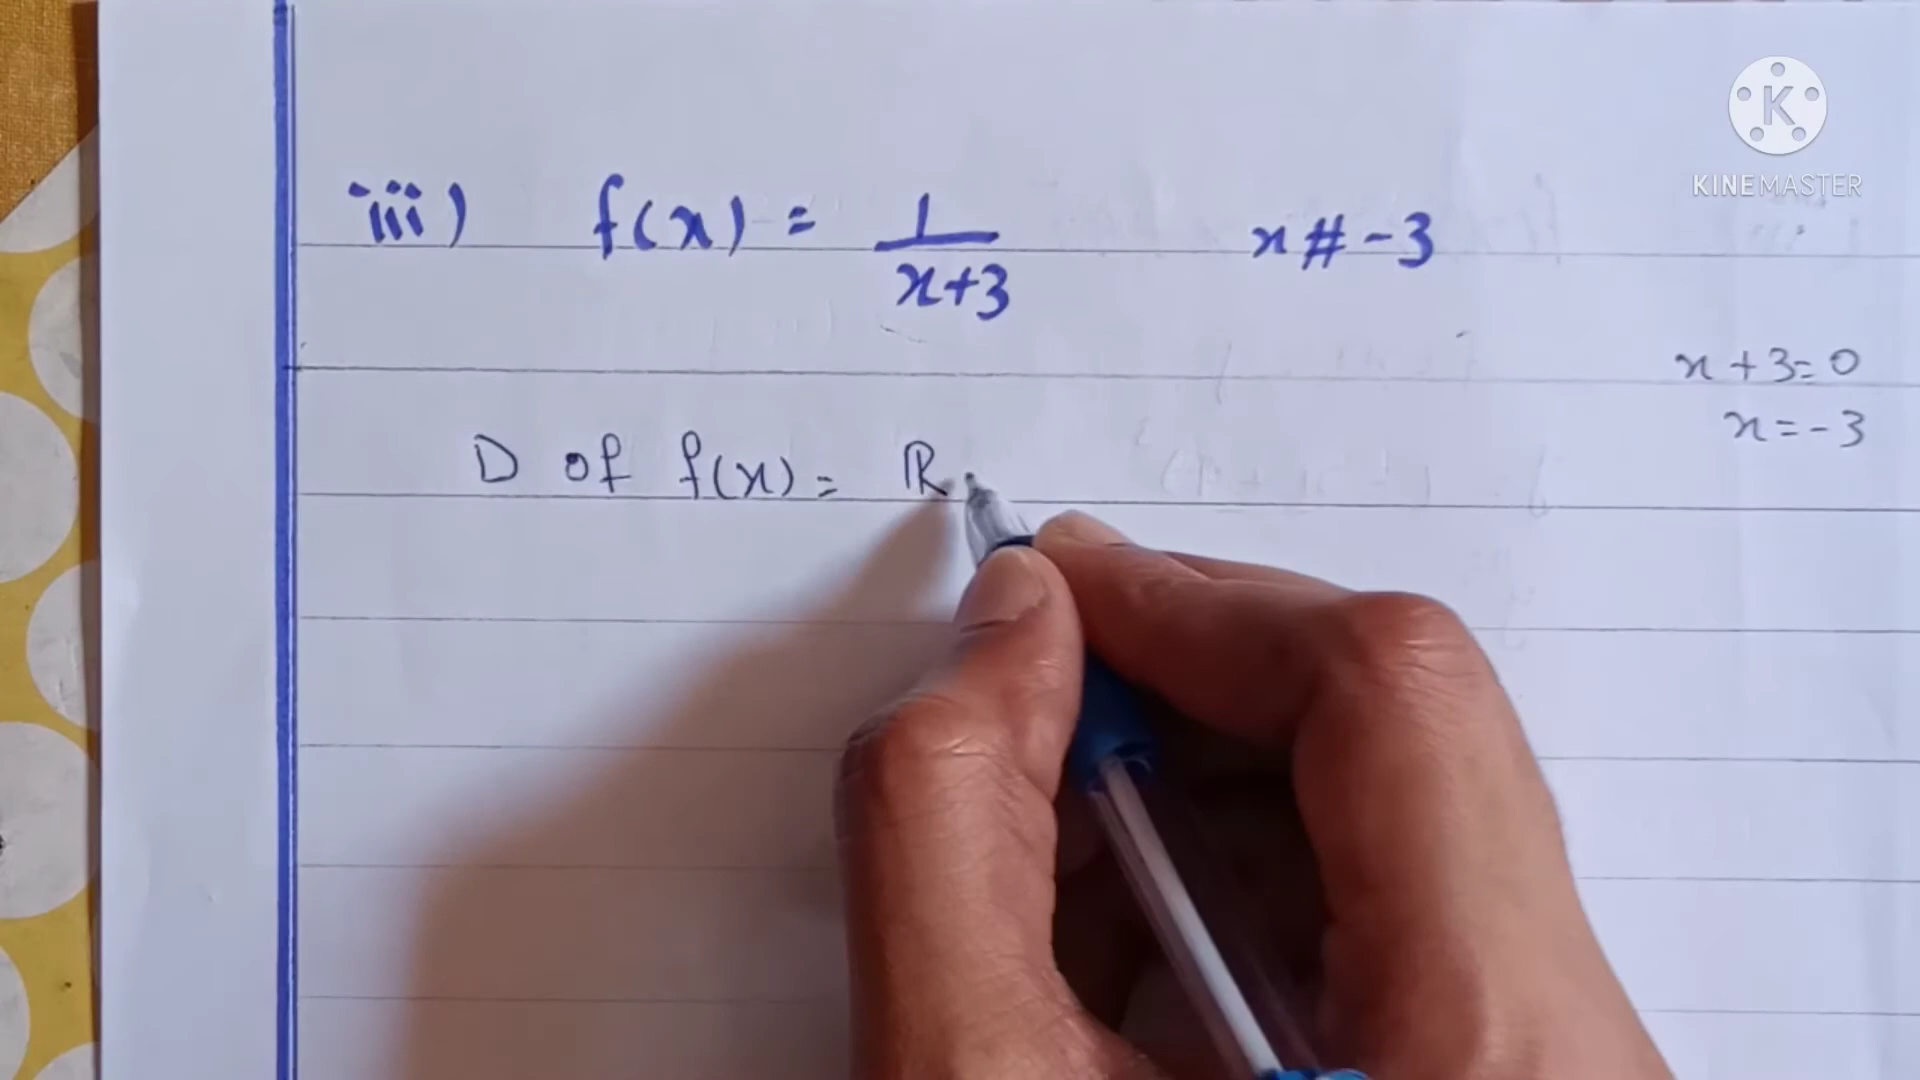 iii) f(x) = 1/(x+3) x # -3
x + 3 = 0
x = -3
D of f(x) = ℝ
K
KINEMASTER